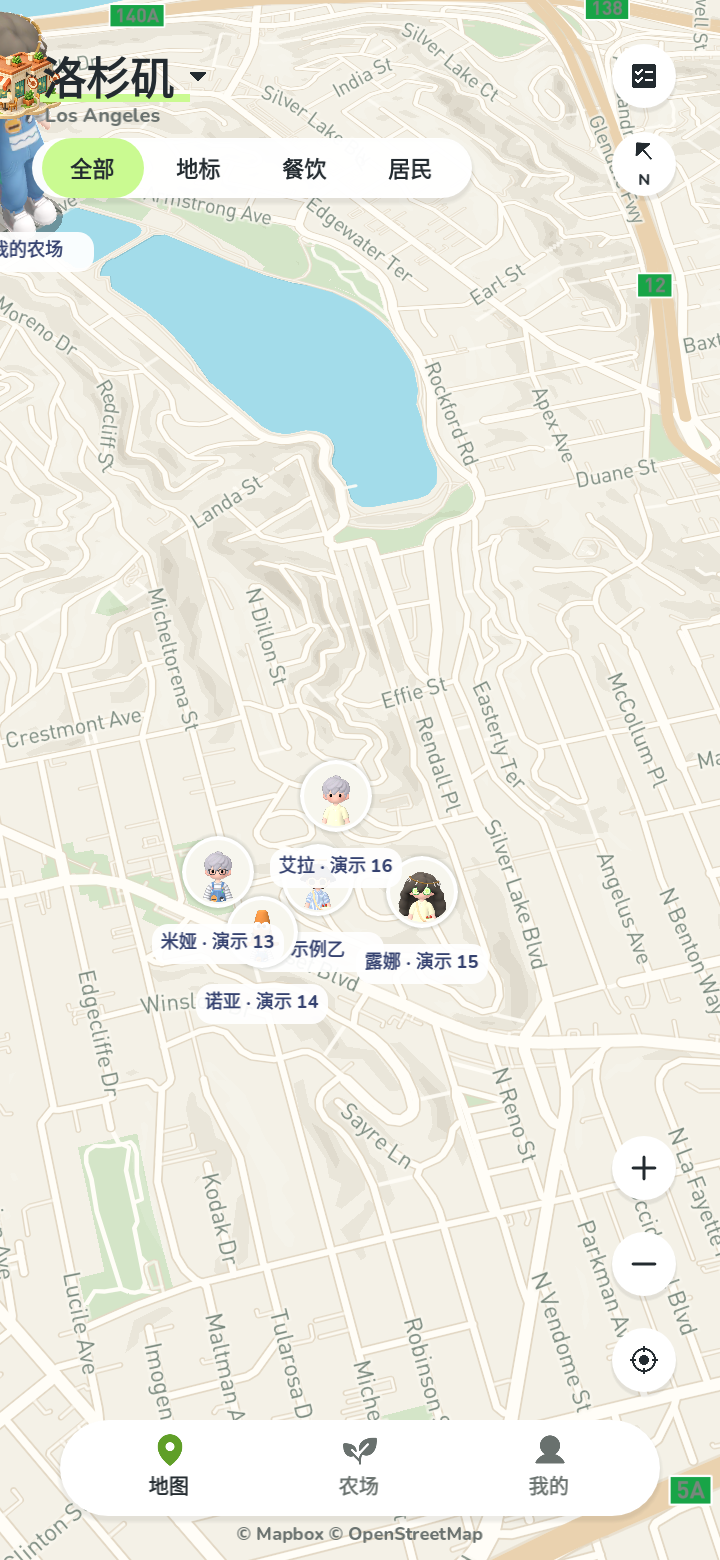 140A
138
洛杉矶
Los Angeles
India St
Silver Lake Ct
Silver Lake
全部
地标
餐饮
居民
N
Armstrong Ave
Edgewater Ter
Earl St
12
我的农场
Moreno Dr
Redcliff St
Rockford Rd
Apex Ave
Duane St
Landa St
Micheltorena St
N Dillon St
Effie St
Crestmont Ave
Rendall Pl
Easterly Ter
McCollum Pl
Silver Lake Blvd
Angelus Ave
N Benton Way
艾拉 · 演示 16
米娅 · 演示 13
示例乙
露娜 · 演示 15
诺亚 · 演示 14
Blvd
Edgecliffe Dr
N Reno St
Sayre Ln
Kodak Dr
N La Fayette
Parkman Av
Blvd
Lucile Ave
N Vendome St
Maltman A
Tularosa D
Robinson S
Imogen
Miche
地图
农场
我的
5A
© Mapbox © OpenStreetMap